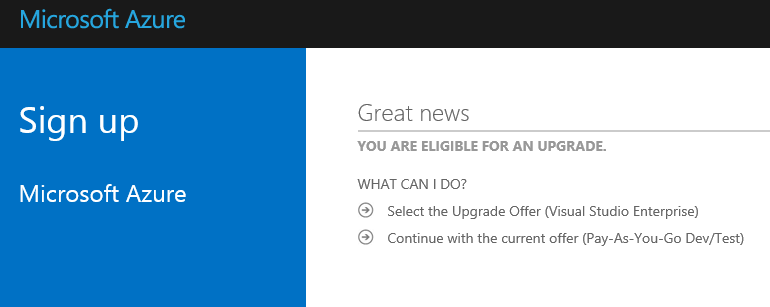 Microsoft Azure
Sign up
Microsoft Azure
Great news
YOU ARE ELIGIBLE FOR AN UPGRADE.
WHAT CAN I DO?
Select the Upgrade Offer (Visual Studio Enterprise)
Continue with the current offer (Pay-As-You-Go Dev/Test)